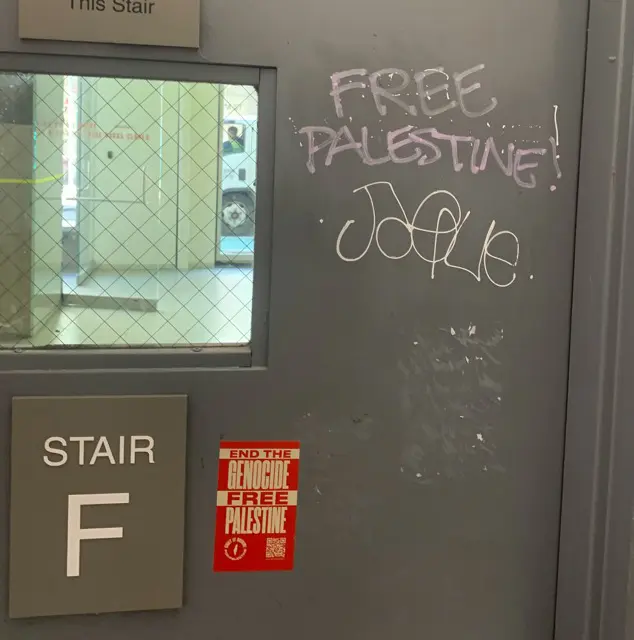 This Stair
FREE
PALESTINE!
STAIR
F
END THE
GENOCIDE
FREE
PALESTINE